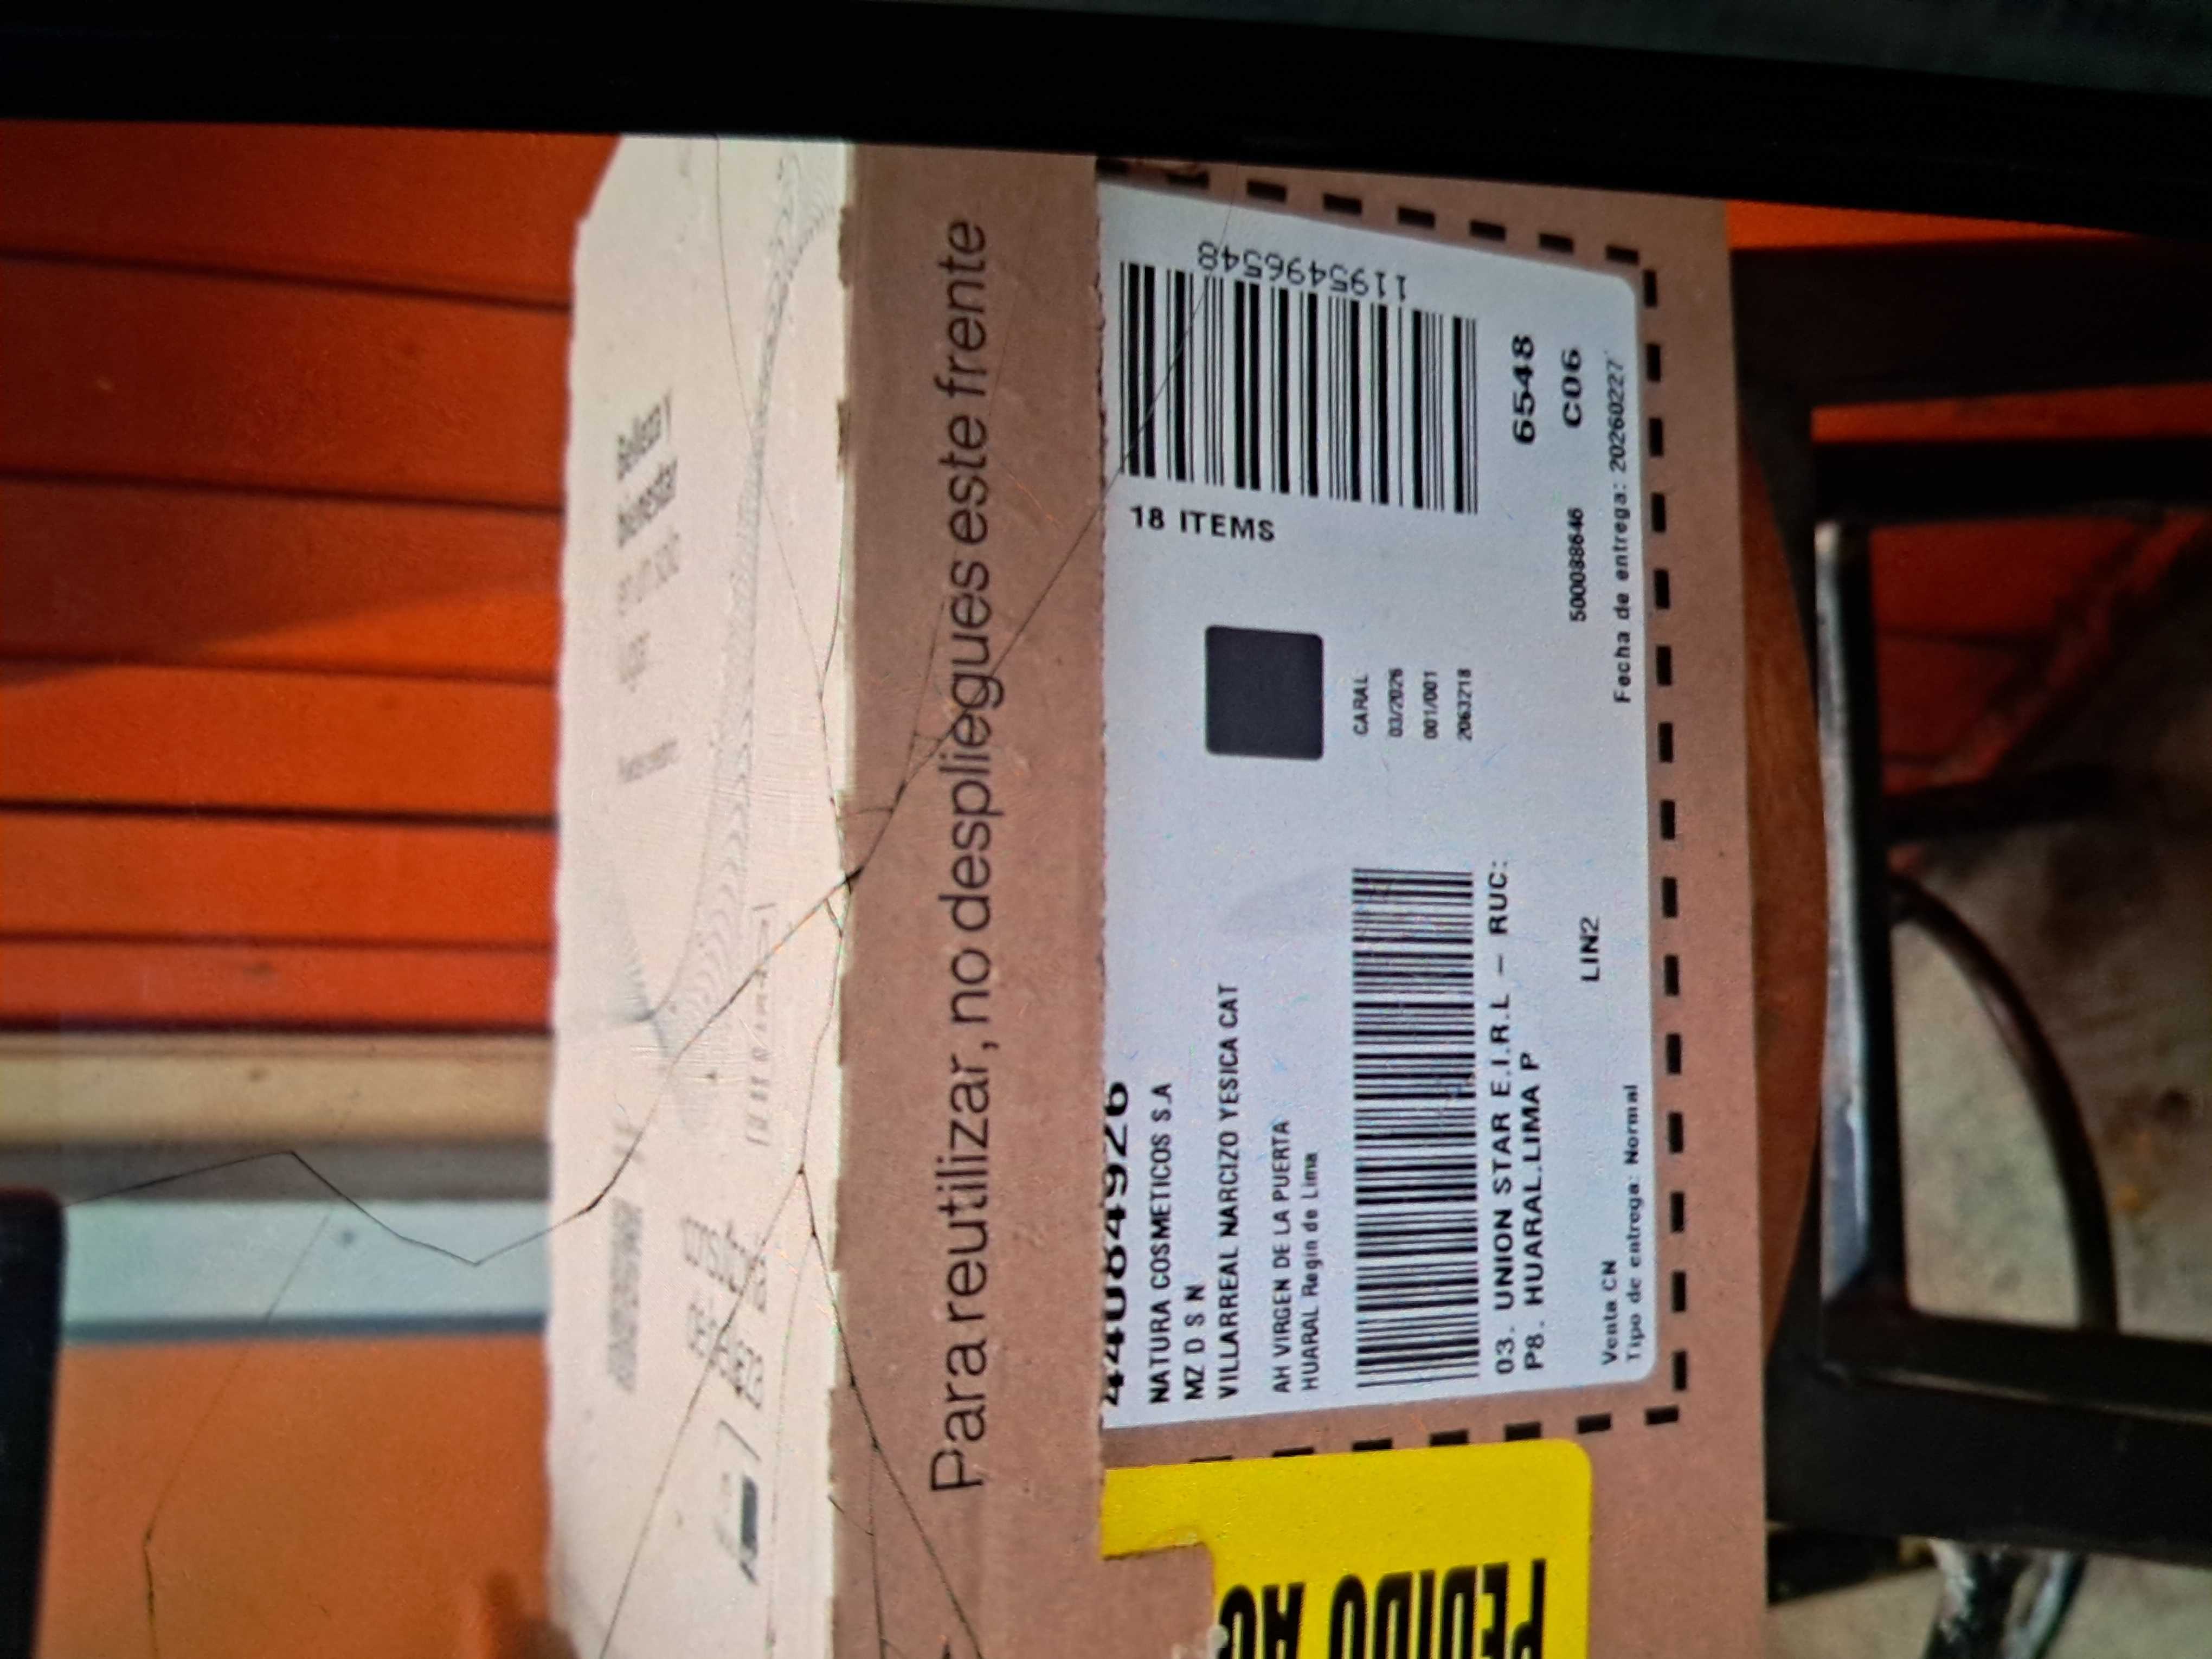 Para reutilizar, no despliegues este frente
440884926
NATURA COSMETICOS S.A
MZ D S N
VILLARREAL NARCIZO YESICA CAT
AH VIRGEN DE LA PUERTA
HUARAL Regin de Lima
18 ITEMS
1195496548
CARAL
03/2026
001/001
2063218
03. UNION STAR E.I.R.L - RUC:
P8. HUARAL.LIMA P
6548
LIN2
500088646
C06
Venta CN
Tipo de entrega: Normal
Fecha de entrega: 20260227
PEDIDO